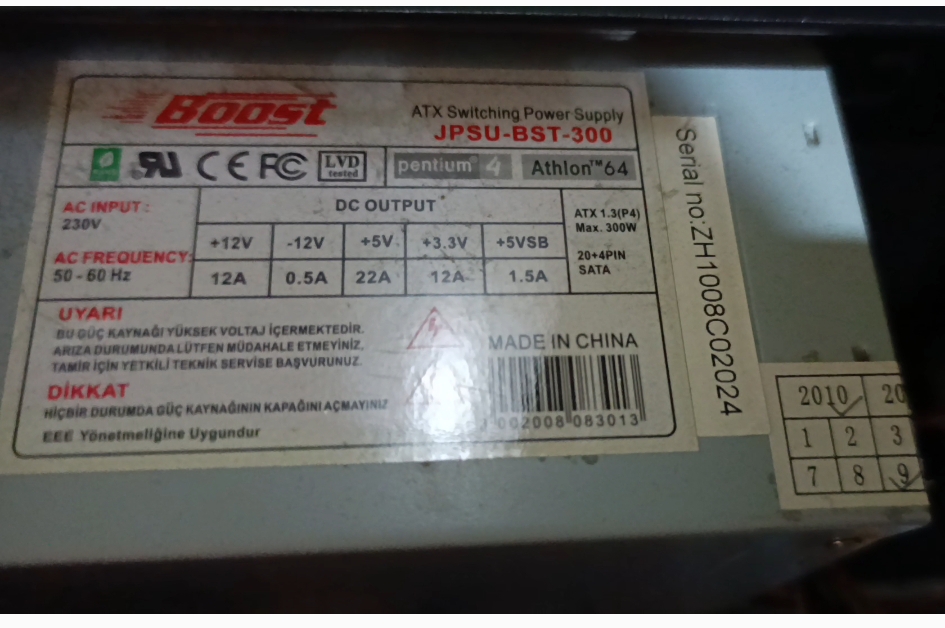 Boost
ATX Switching Power Supply
JPSU-BST-300
CE FC LVD tested
pentium® 4 Athlon™64
AC INPUT :
230V
AC FREQUENCY:
50 - 60 Hz
DC OUTPUT
+12V -12V +5V +3.3V +5VSB
12A 0.5A 22A 12A 1.5A
ATX 1.3(P4)
Max. 300W
20+4PIN
SATA
UYARI
BU GÜÇ KAYNAĞI YÜKSEK VOLTAJ İÇERMEKTEDİR.
ARIZA DURUMUNDA LÜTFEN MÜDAHALE ETMEYİNİZ.
TAMİR İÇİN YETKİLİ TEKNİK SERVİSE BAŞVURUNUZ.
DİKKAT
HİÇBİR DURUMDA GÜÇ KAYNAĞININ KAPAĞINI AÇMAYINIZ
EEE Yönetmeliğine Uygundur
MADE IN CHINA
002008 083013
Serial no:ZH1008C02024
2010 20
1 2 3
7 8 9